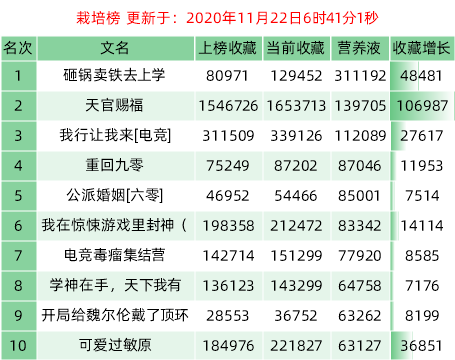 栽培榜 更新于：2020年11月22日6时41分1秒
名次 文名 上榜收藏 当前收藏 营养液 收藏增长
1 砸锅卖铁去上学 80971 129452 311192 48481
2 天官赐福 1546726 1653713 139705 106987
3 我行让我来[电竞] 311509 339126 112089 27617
4 重回九零 75249 87202 87046 11953
5 公派婚姻[六零] 46952 54466 85001 7514
6 我在惊悚游戏里封神（ 198358 212472 83342 14114
7 电竞毒瘤集结营 142714 151299 77920 8585
8 学神在手，天下我有 136123 143299 64758 7176
9 开局给魏尔伦戴了顶环 28553 36752 63262 8199
10 可爱过敏原 184976 221827 63127 36851